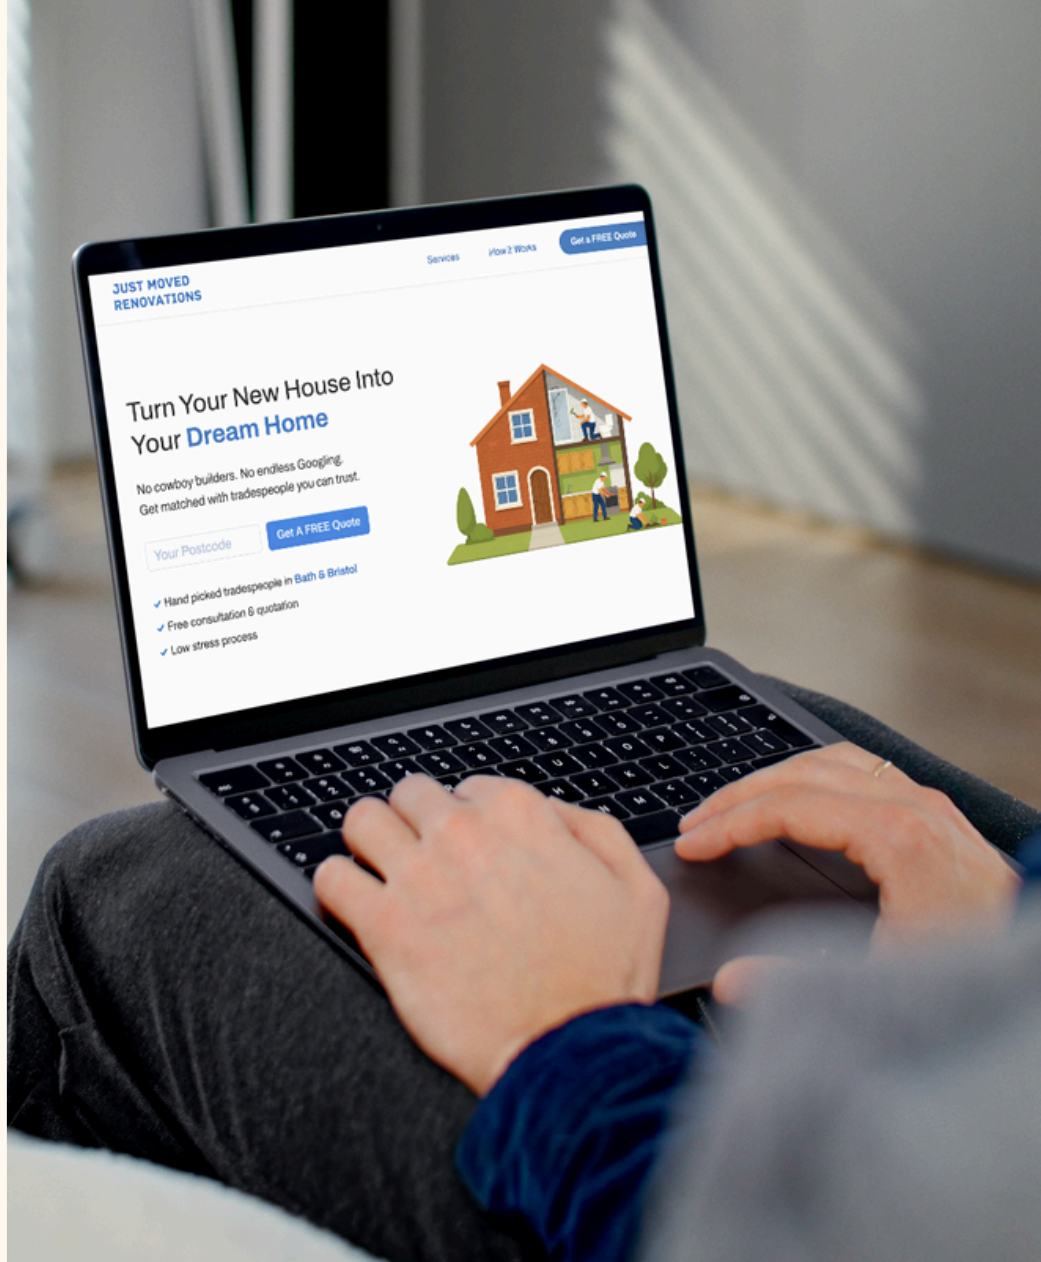 JUST MOVED
RENOVATIONS
Services
How It Works
Get a FREE Quote
Turn Your New House Into
Your Dream Home
No cowboy builders. No endless Googling.
Get matched with tradespeople you can trust.
Your Postcode
Get A FREE Quote
Hand picked tradespeople in Bath & Bristol
Free consultation & quotation
Low stress process